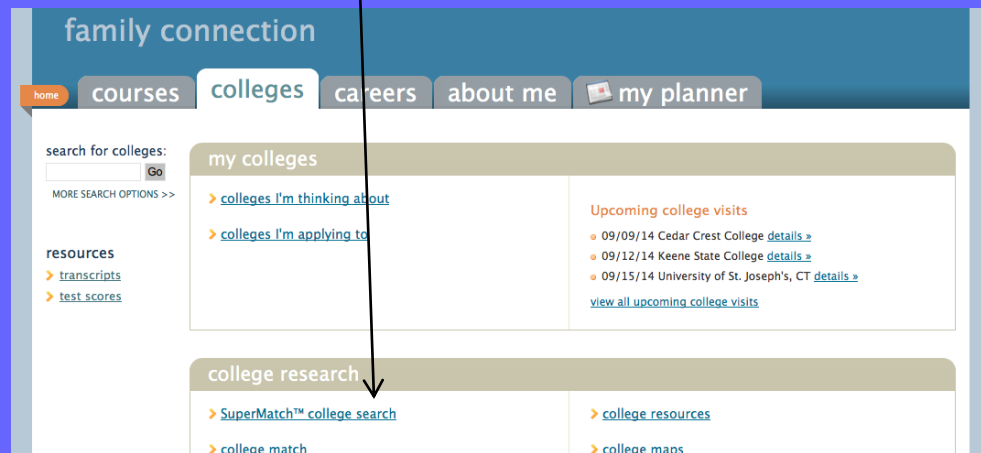 family connection
home
courses
colleges
careers
about me
my planner
search for colleges:
Go
MORE SEARCH OPTIONS >>
resources
transcripts
test scores
my colleges
colleges I'm thinking about
colleges I'm applying to
Upcoming college visits
09/09/14 Cedar Crest College details »
09/12/14 Keene State College details »
09/15/14 University of St. Joseph's, CT details »
view all upcoming college visits
college research
SuperMatch™ college search
college match
college resources
college maps